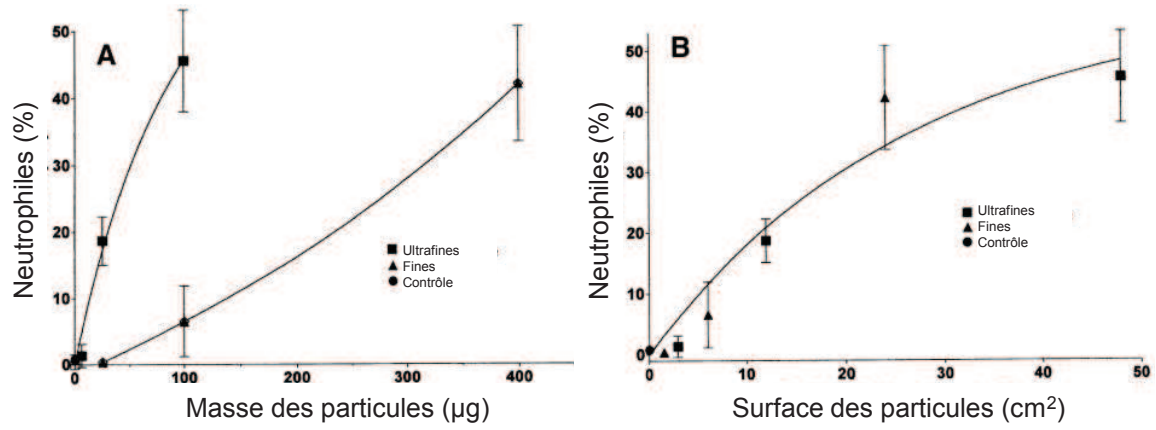 A
Neutrophiles (%)
50
40
30
20
10
0
Ultrafines
Fines
Contrôle
0
100
200
300
400
Masse des particules (µg)
B
Neutrophiles (%)
50
40
30
20
10
0
Ultrafines
Fines
Contrôle
0
10
20
30
40
50
Surface des particules (cm²)